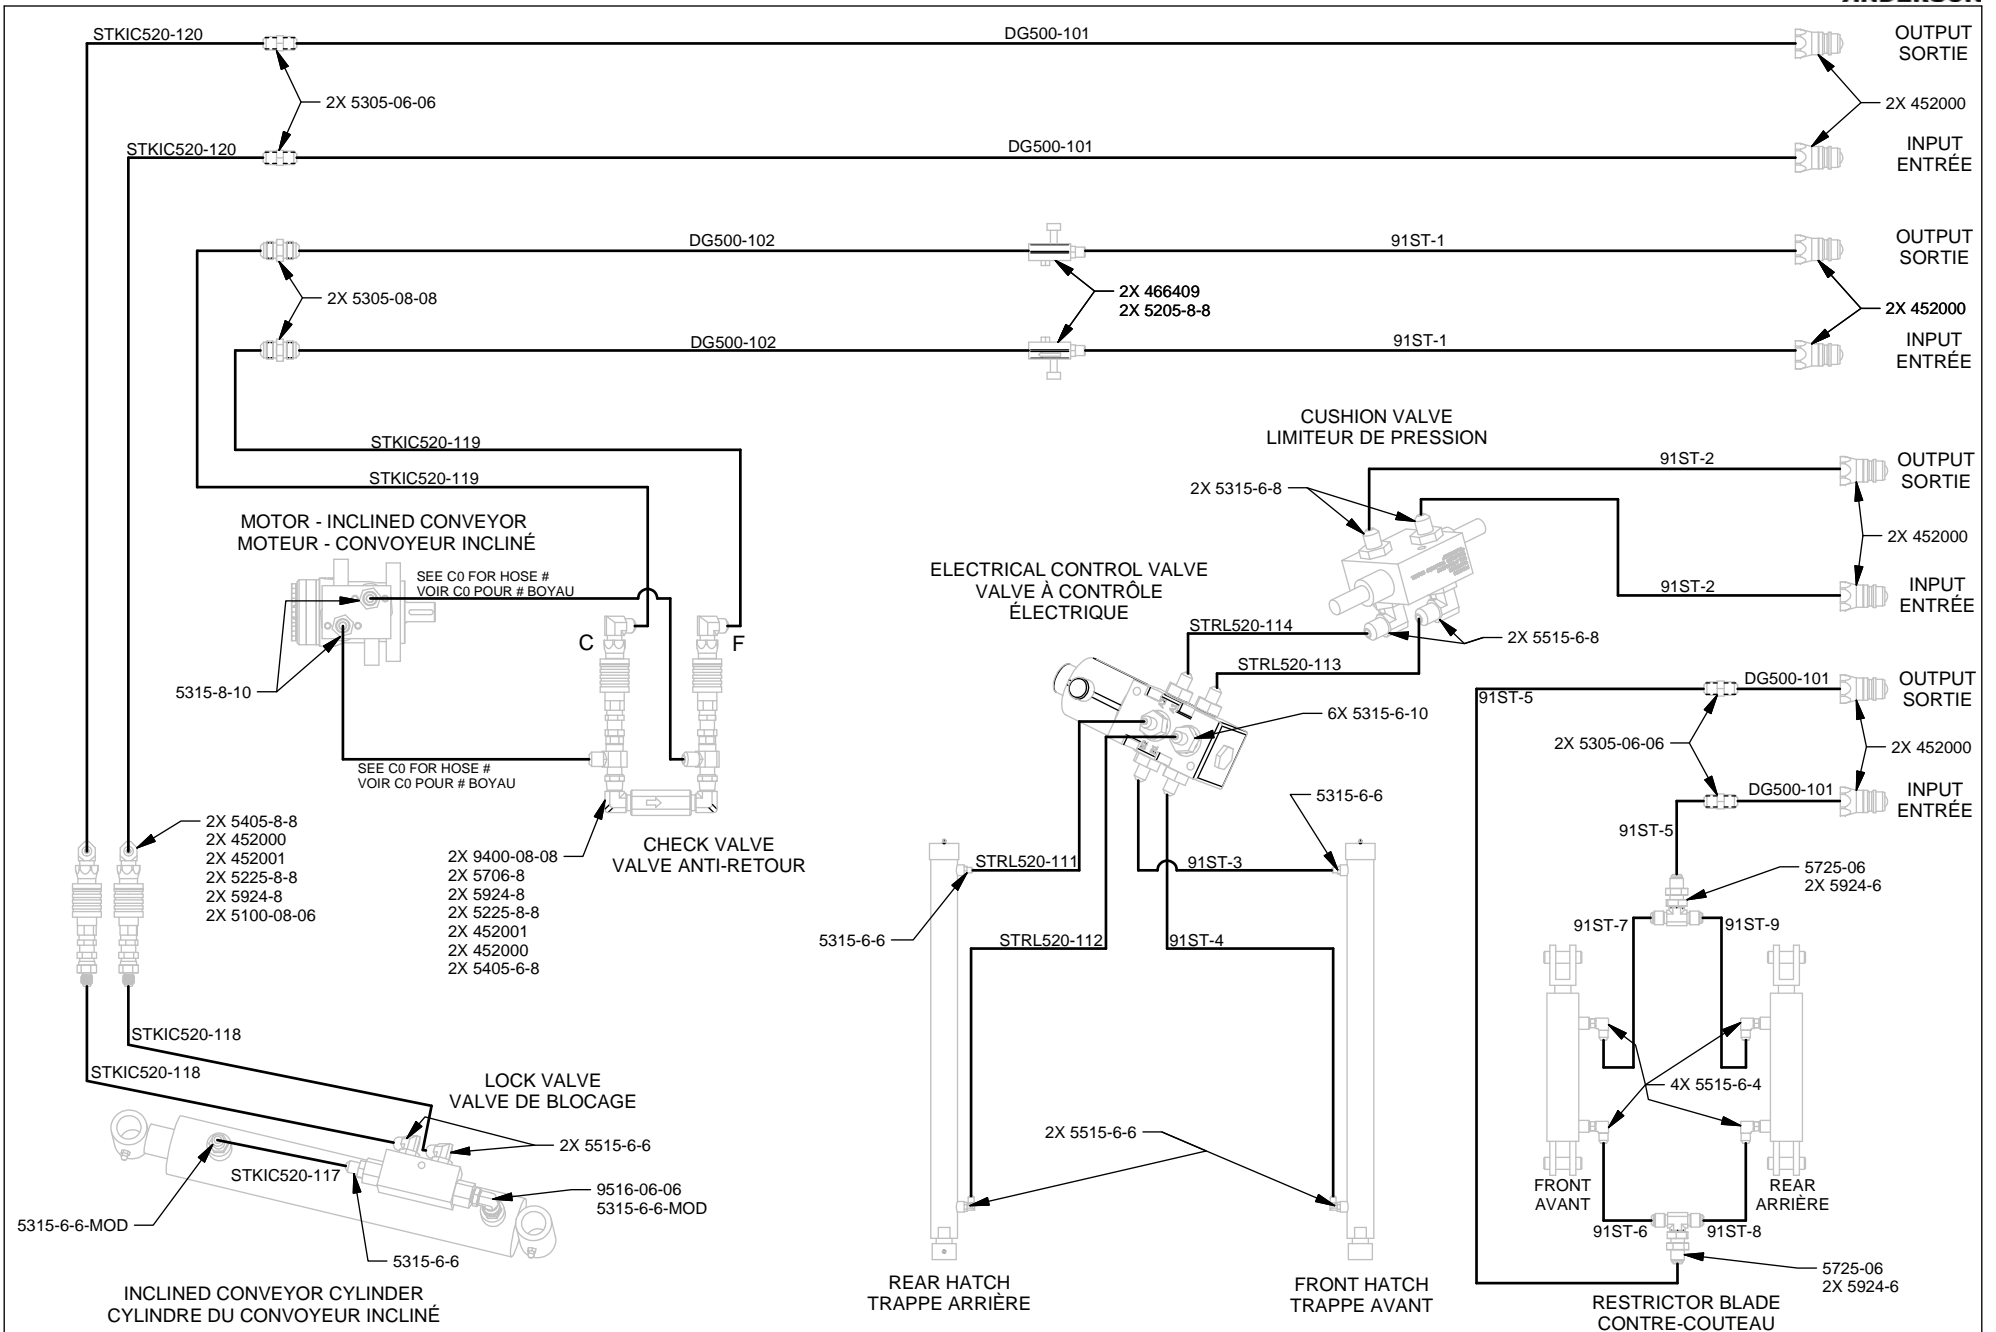 STKIC520-120
DG500-101
OUTPUT
SORTIE
2X 5305-06-06
2X 452000
STKIC520-120
DG500-101
INPUT
ENTRÉE
DG500-102
91ST-1
OUTPUT
SORTIE
2X 5305-08-08
2X 466409
2X 5205-8-8
2X 452000
DG500-102
91ST-1
INPUT
ENTRÉE
CUSHION VALVE
LIMITEUR DE PRESSION
STKIC520-119
STKIC520-119
91ST-2
OUTPUT
SORTIE
2X 5315-6-8
2X 452000
MOTOR - INCLINED CONVEYOR
MOTEUR - CONVOYEUR INCLINÉ
SEE C0 FOR HOSE #
VOIR C0 POUR # BOYAU
ELECTRICAL CONTROL VALVE
VALVE À CONTRÔLE
ÉLECTRIQUE
91ST-2
INPUT
ENTRÉE
C
F
STRL520-114
2X 5515-6-8
STRL520-113
5315-8-10
DG500-101
OUTPUT
SORTIE
91ST-5
6X 5315-6-10
2X 5305-06-06
2X 452000
SEE C0 FOR HOSE #
VOIR C0 POUR # BOYAU
DG500-101
INPUT
ENTRÉE
5315-6-6
91ST-5
2X 5405-8-8
2X 452000
2X 452001
2X 5225-8-8
2X 5924-8
2X 5100-08-06
CHECK VALVE
VALVE ANTI-RETOUR
2X 9400-08-08
2X 5706-8
2X 5924-8
2X 5225-8-8
2X 452001
2X 452000
2X 5405-6-8
STRL520-111
91ST-3
5725-06
2X 5924-6
5315-6-6
STRL520-112
91ST-4
91ST-7
91ST-9
STKIC520-118
STKIC520-118
LOCK VALVE
VALVE DE BLOCAGE
4X 5515-6-4
2X 5515-6-6
2X 5515-6-6
STKIC520-117
9516-06-06
5315-6-6-MOD
FRONT
AVANT
REAR
ARRIÈRE
5315-6-6-MOD
91ST-6
91ST-8
5315-6-6
5725-06
2X 5924-6
INCLINED CONVEYOR CYLINDER
CYLINDRE DU CONVOYEUR INCLINÉ
REAR HATCH
TRAPPE ARRIÈRE
FRONT HATCH
TRAPPE AVANT
RESTRICTOR BLADE
CONTRE-COUTEAU